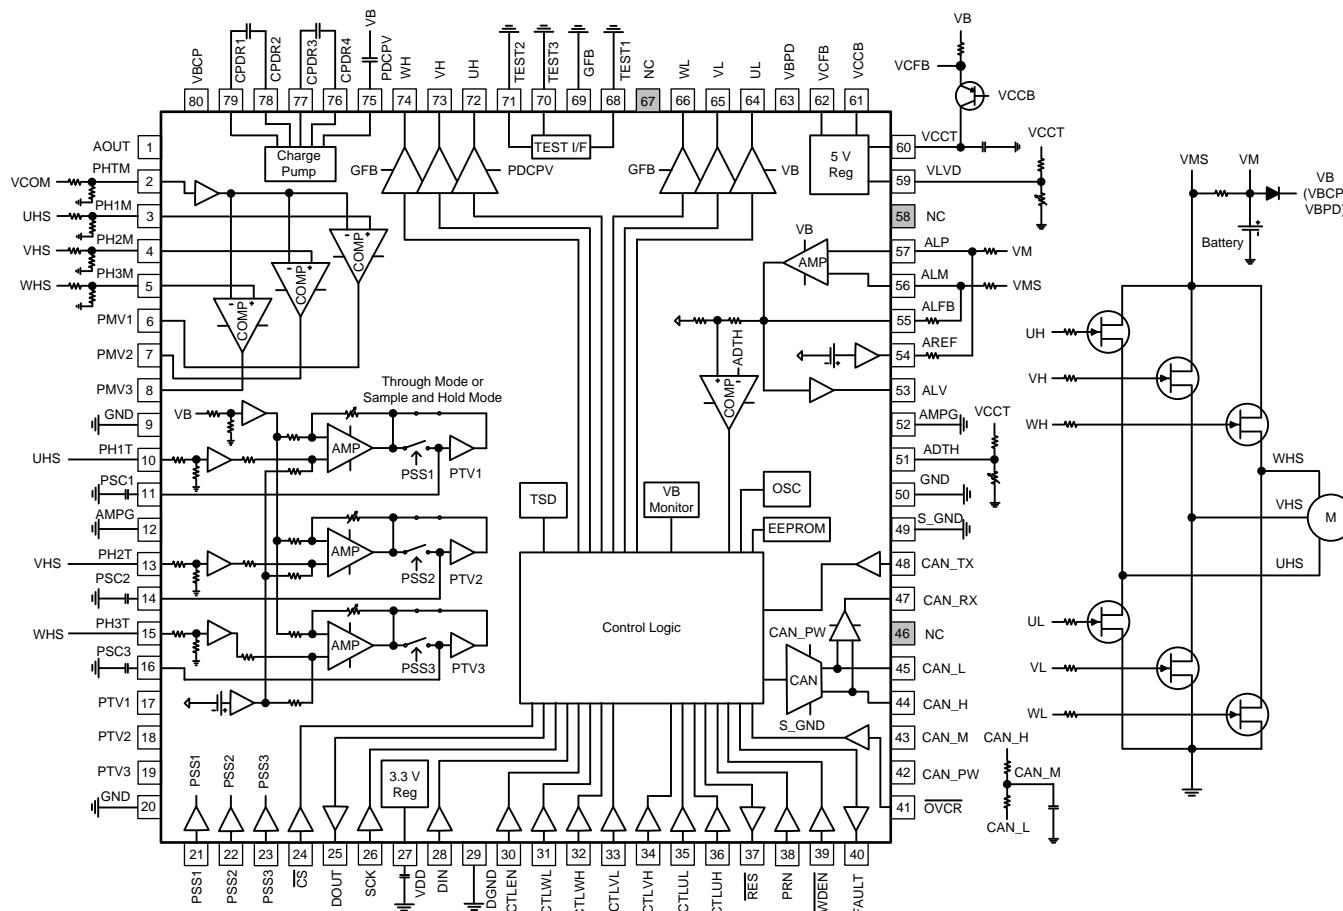 VB
VBCP
CPDR1
CPDR2
CPDR3
CPDR4
PDCPV
WH
VH
UH
TEST2
TEST3
GFB
TEST1
NC
WL
VL
UL
VBPD
VCFB
VCCB
80 79 78 77 76 75 74 73 72 71 70 69 68 67 66 65 64 63 62 61
VB
VCFB
VCCB
VCCT
VCCT
60
VLVD
59
NC
58
ALP
57
VM
ALM
56
VMS
ALFB
55
AREF
54
ALV
53
AMPG
52
VCCT
ADTH
51
GND
50
S_GND
49
CAN_TX
48
CAN_RX
47
NC
46
CAN_L
45
CAN_H
44
CAN_M
43
CAN_PW
42
OVCR
41
AOUT
1
VCOM
PHTM
2
UHS
PH1M
3
VHS
PH2M
4
WHS
PH3M
5
PMV1
6
PMV2
7
PMV3
8
GND
9
UHS
PH1T
10
PSC1
11
AMPG
12
VHS
PH2T
13
PSC2
14
WHS
PH3T
15
PSC3
16
PTV1
17
PTV2
18
PTV3
19
GND
20
Charge
Pump
GFB
PDCPV
TEST I/F
GFB
VB
5 V
Reg
COMP
- +
COMP
- +
COMP
- +
VB
AMP
ADTH
COMP
- +
Through Mode or
Sample and Hold Mode
VB
AMP
PSS1
PTV1
AMP
PSS2
PTV2
AMP
PSS3
PTV3
TSD
VB
Monitor
OSC
EEPROM
Control Logic
CAN_PW
CAN
S_GND
3.3 V
Reg
PSS1
PSS2
PSS3
21 22 23 24 25 26 27 28 29 30 31 32 33 34 35 36 37 38 39 40
PSS1
PSS2
PSS3
CS
DOUT
SCK
VDD
DIN
DGND
CTLEN
CTLWL
CTLWH
CTLVL
CTLVH
CTLUL
CTLUH
RES
PRN
WDEN
FAULT
VMS
VM
VB
(VBCP
VBPD)
Battery
UH
VH
WH
WHS
VHS
UHS
M
UL
VL
WL
CAN_H
CAN_M
CAN_L